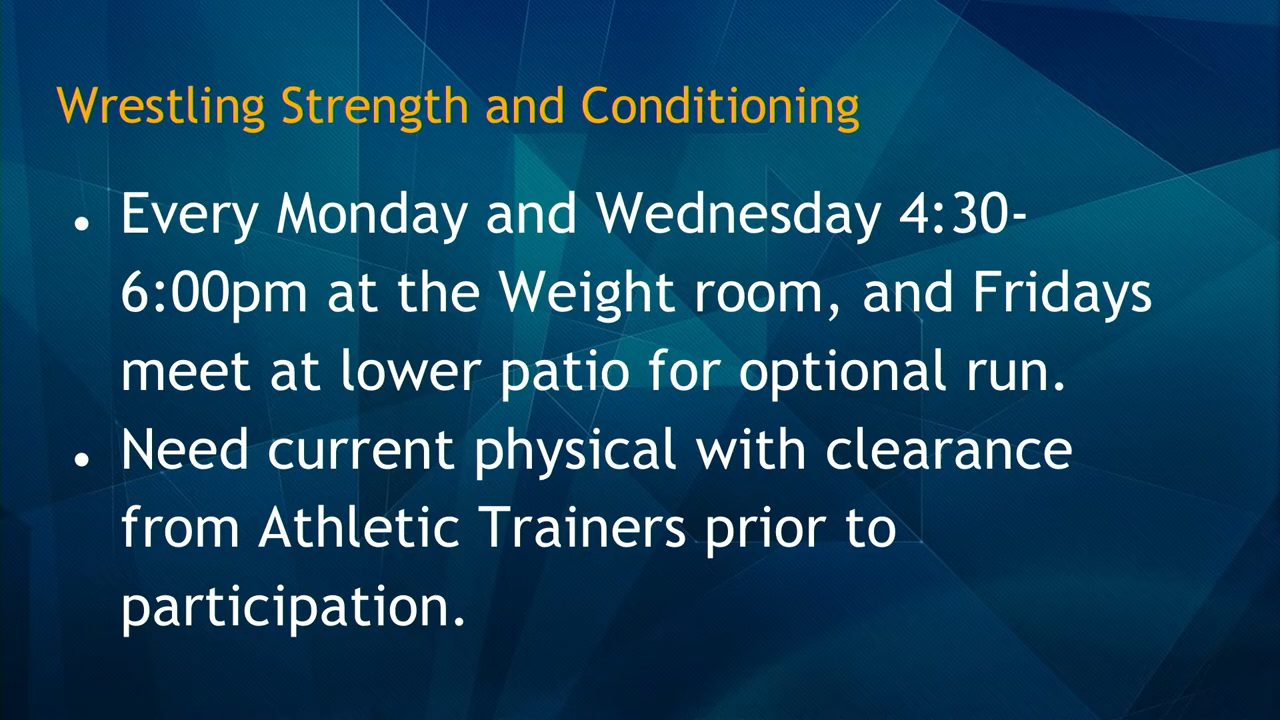 Wrestling Strength and Conditioning
• Every Monday and Wednesday 4:30-
6:00pm at the Weight room, and Fridays
meet at lower patio for optional run.
• Need current physical with clearance
from Athletic Trainers prior to
participation.